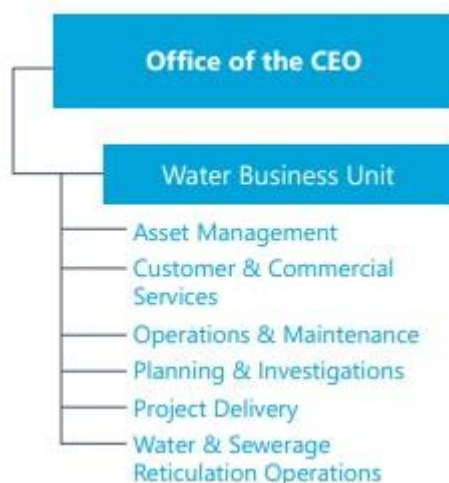 Office of the CEO
Water Business Unit
Asset Management
Customer & Commercial
Services
Operations & Maintenance
Planning & Investigations
Project Delivery
Water & Sewerage
Reticulation Operations